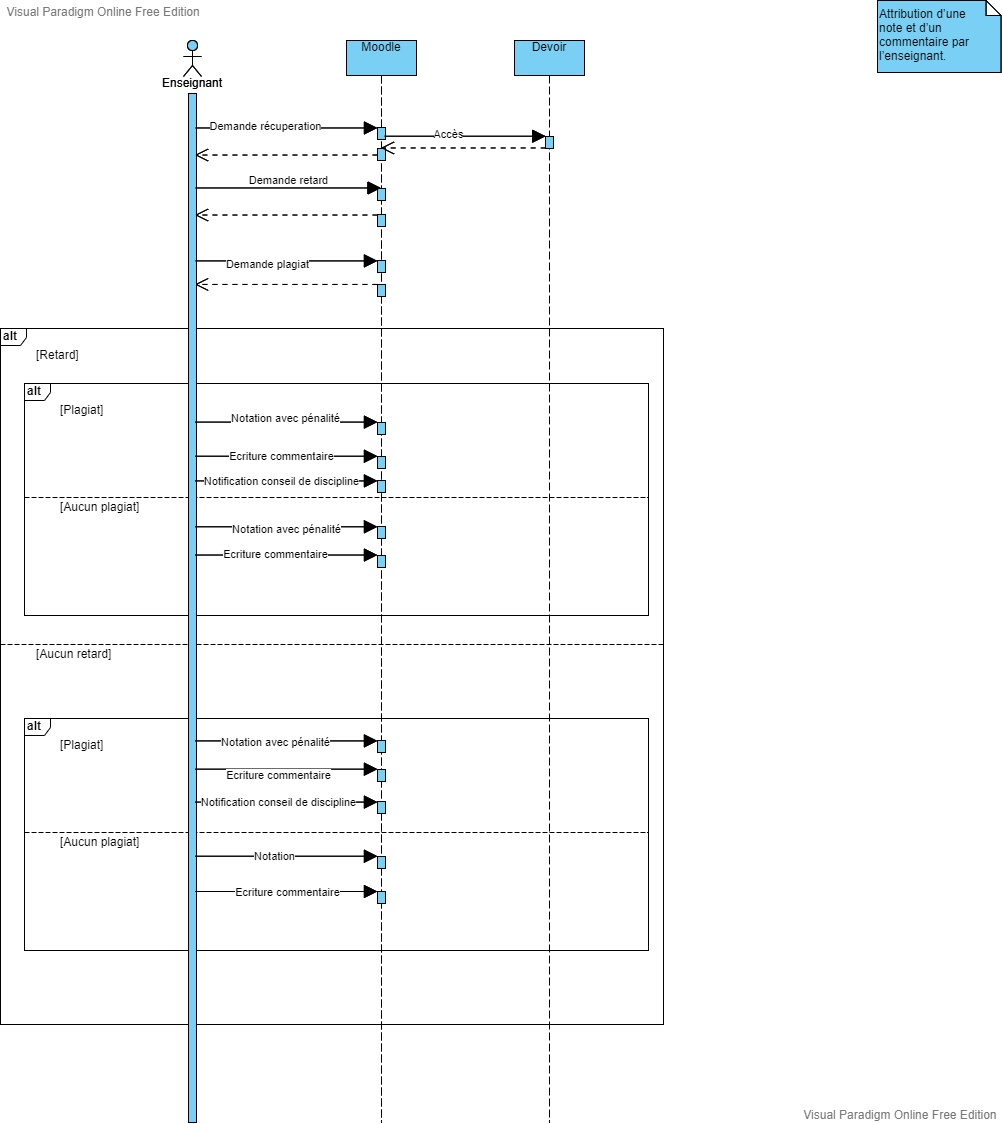 Visual Paradigm Online Free Edition
Attribution d'une
note et d'un
commentaire par
l'enseignant.
Enseignant
Moodle
Devoir
Demande récuperation
Accès
Demande retard
Demande plagiat
alt
[Retard]
alt
[Plagiat]
Notation avec pénalité
Ecriture commentaire
Notification conseil de discipline
[Aucun plagiat]
Notation avec pénalité
Ecriture commentaire
[Aucun retard]
alt
[Plagiat]
Notation avec pénalité
Ecriture commentaire
Notification conseil de discipline
[Aucun plagiat]
Notation
Ecriture commentaire
Visual Paradigm Online Free Edition